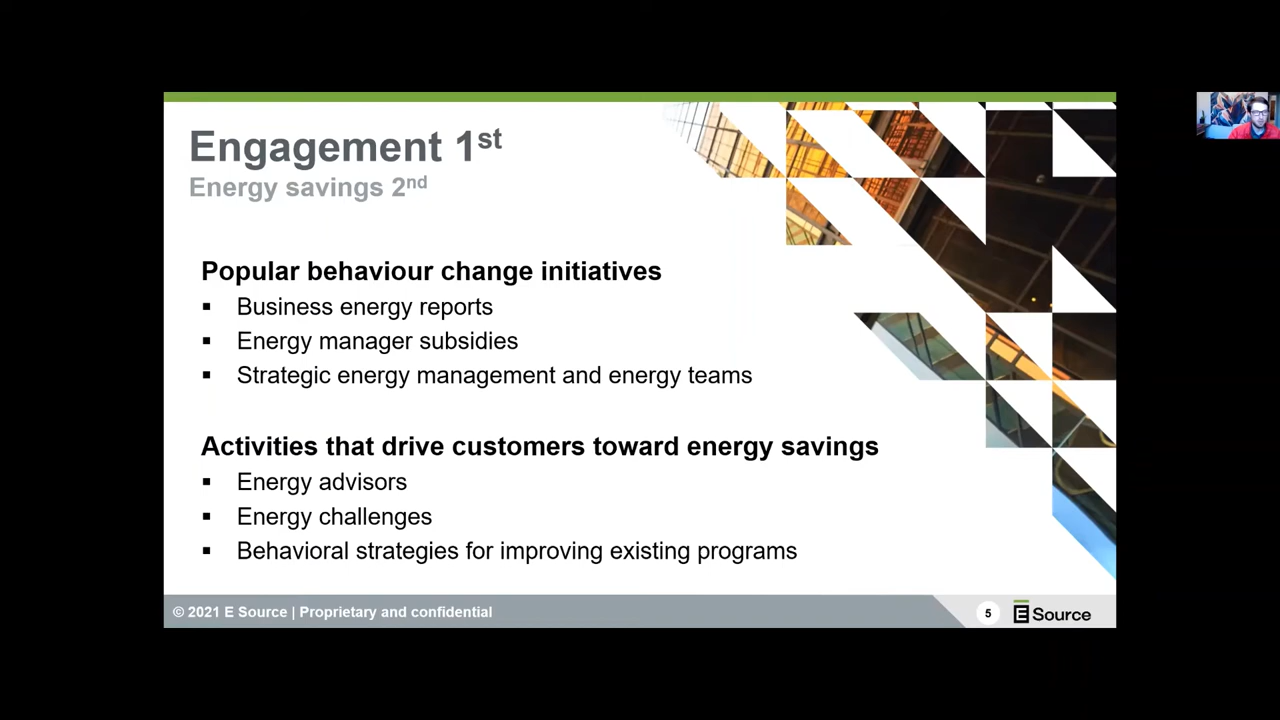 Engagement 1st
Energy savings 2nd
Popular behaviour change initiatives
▪ Business energy reports
▪ Energy manager subsidies
▪ Strategic energy management and energy teams
Activities that drive customers toward energy savings
▪ Energy advisors
▪ Energy challenges
▪ Behavioral strategies for improving existing programs
© 2021 E Source | Proprietary and confidential
5
E Source